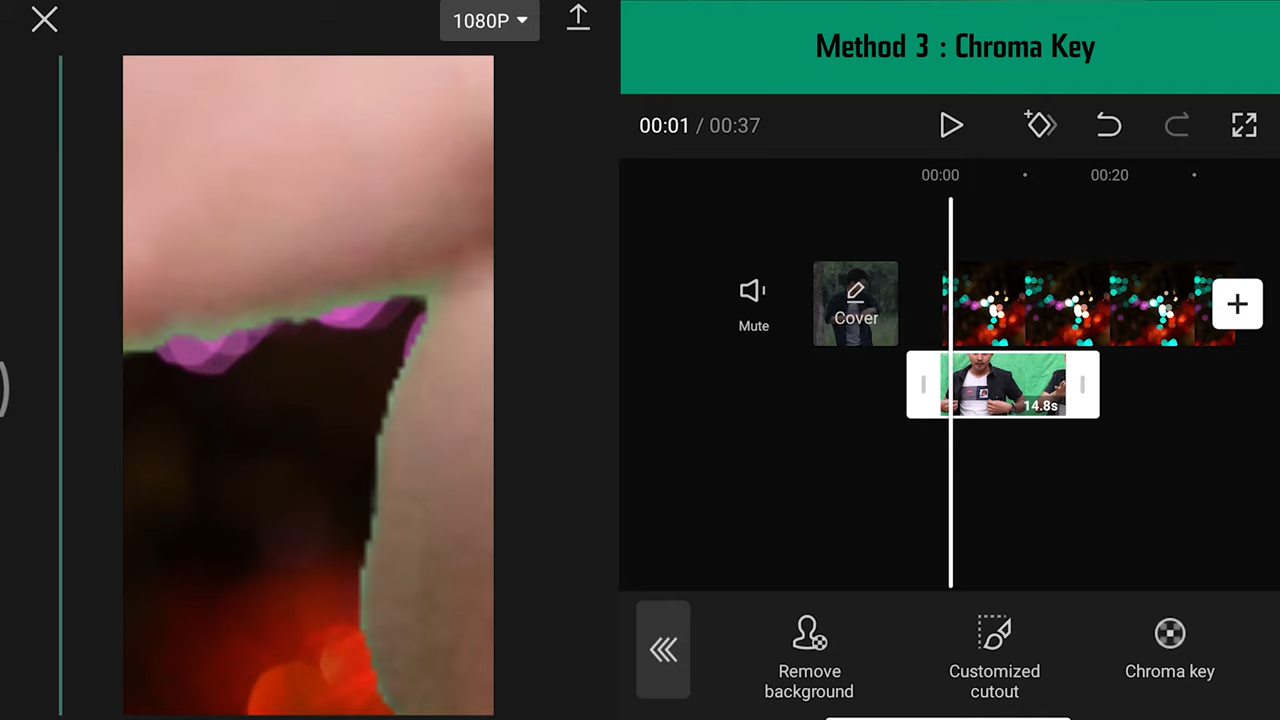 1080P
Method 3 : Chroma Key
00:01 / 00:37
00:00
00:20
Mute
Cover
14.8s
Remove
background
Customized
cutout
Chroma key